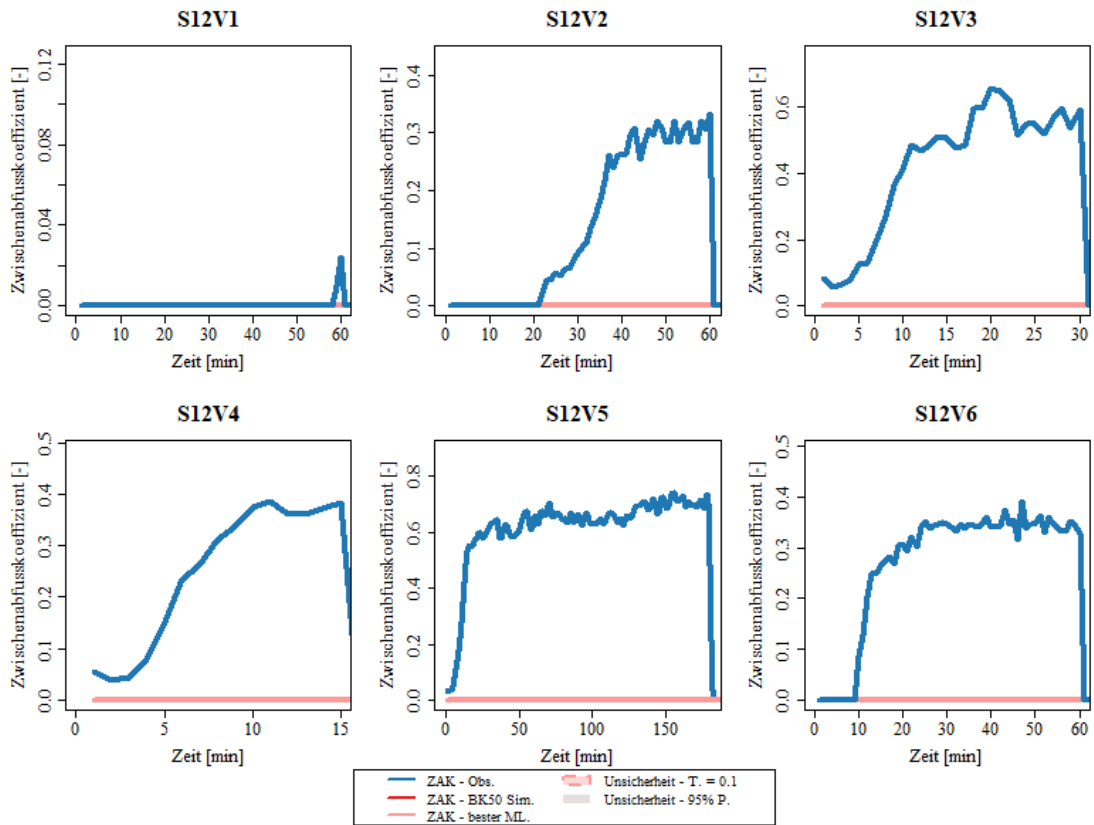 S12V1
S12V2
S12V3
Zwischenabfusskoeffizient [-]
0.00 0.04 0.08 0.12
0 10 20 30 40 50 60
Zeit [min]
Zwischenabfusskoeffizient [-]
0.0 0.1 0.2 0.3 0.4
0 10 20 30 40 50 60
Zeit [min]
Zwischenabfusskoeffizient [-]
0.0 0.2 0.4 0.6
0 5 10 15 20 25 30
Zeit [min]
S12V4
S12V5
S12V6
Zwischenabfusskoeffizient [-]
0.0 0.1 0.2 0.3 0.4 0.5
0 5 10 15
Zeit [min]
Zwischenabfusskoeffizient [-]
0.0 0.2 0.4 0.6 0.8
0 50 100 150
Zeit [min]
Zwischenabfusskoeffizient [-]
0.0 0.1 0.2 0.3 0.4 0.5
0 10 20 30 40 50 60
Zeit [min]
ZAK - Obs.
ZAK - BK50 Sim.
ZAK - bester ML.
Unsicherheit - T. = 0.1
Unsicherheit - 95% P.